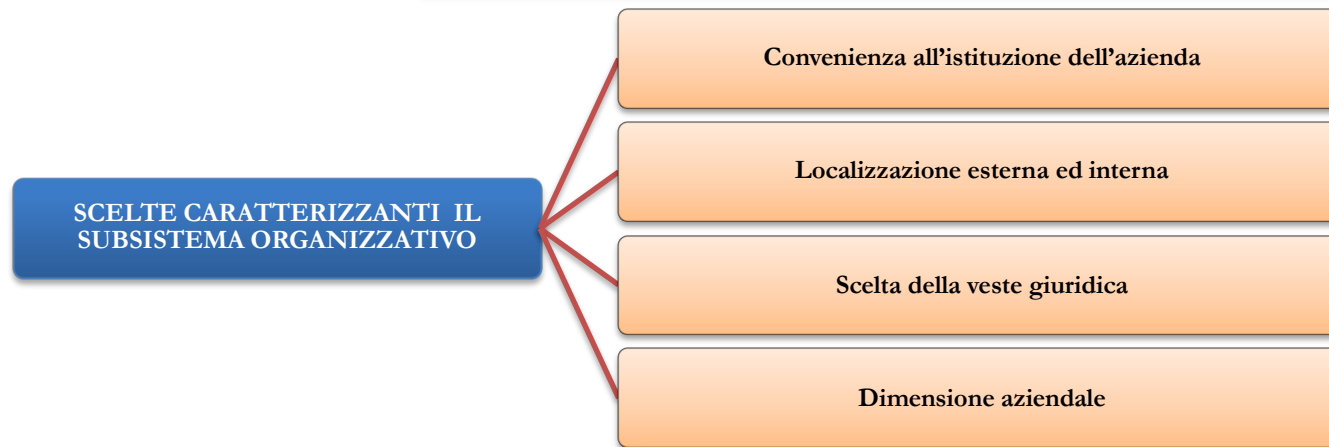 Convenienza all’istituzione dell’azienda
Localizzazione esterna ed interna
SCELTE CARATTERIZZANTI IL
SUBSISTEMA ORGANIZZATIVO
Scelta della veste giuridica
Dimensione aziendale